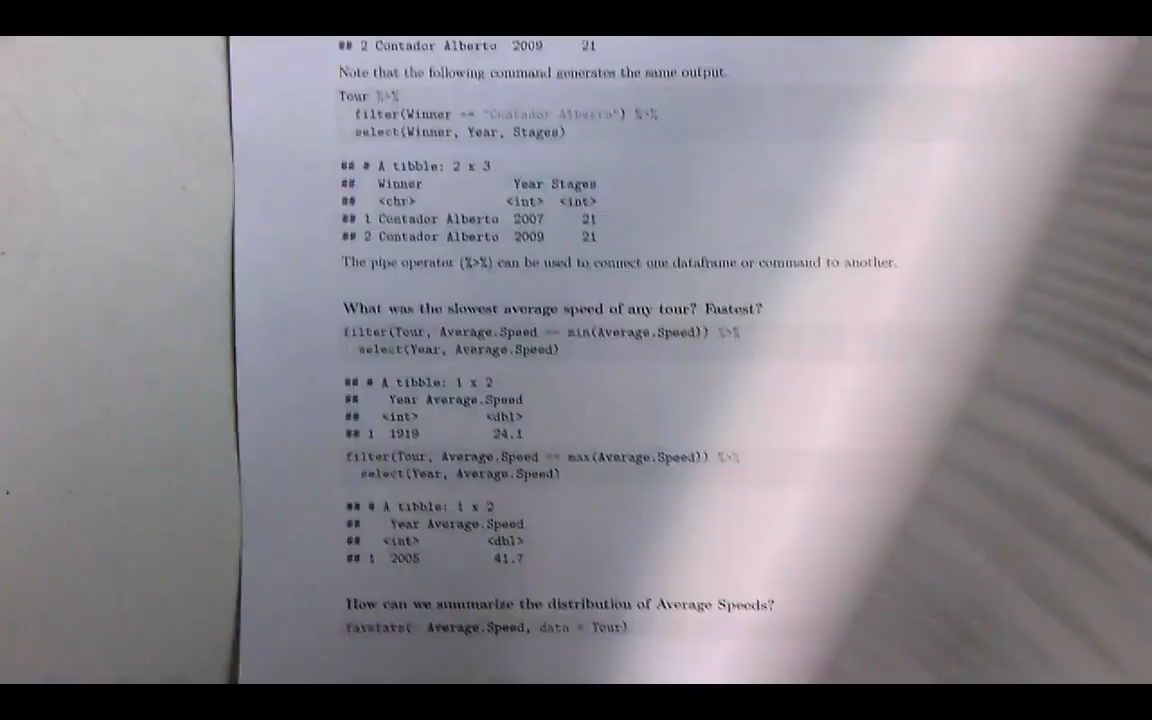 ## 2 Contador Alberto 2009 21
Note that the following command generates the same output.
Tour %>%
filter(Winner == "Contador Alberto") %>%
select(Winner, Year, Stages)
## # A tibble: 2 x 3
## Winner Year Stages
## <chr> <int> <int>
## 1 Contador Alberto 2007 21
## 2 Contador Alberto 2009 21
The pipe operator (%>%) can be used to connect one dataframe or command to another.
What was the slowest average speed of any tour? Fastest?
filter(Tour, Average.Speed == min(Average.Speed)) %>%
select(Year, Average.Speed)
## # A tibble: 1 x 2
## Year Average.Speed
## <int> <dbl>
## 1 1919 24.1
filter(Tour, Average.Speed == max(Average.Speed)) %>%
select(Year, Average.Speed)
## # A tibble: 1 x 2
## Year Average.Speed
## <int> <dbl>
## 1 2005 41.7
How can we summarize the distribution of Average Speeds?
favstats( Average.Speed, data = Tour)